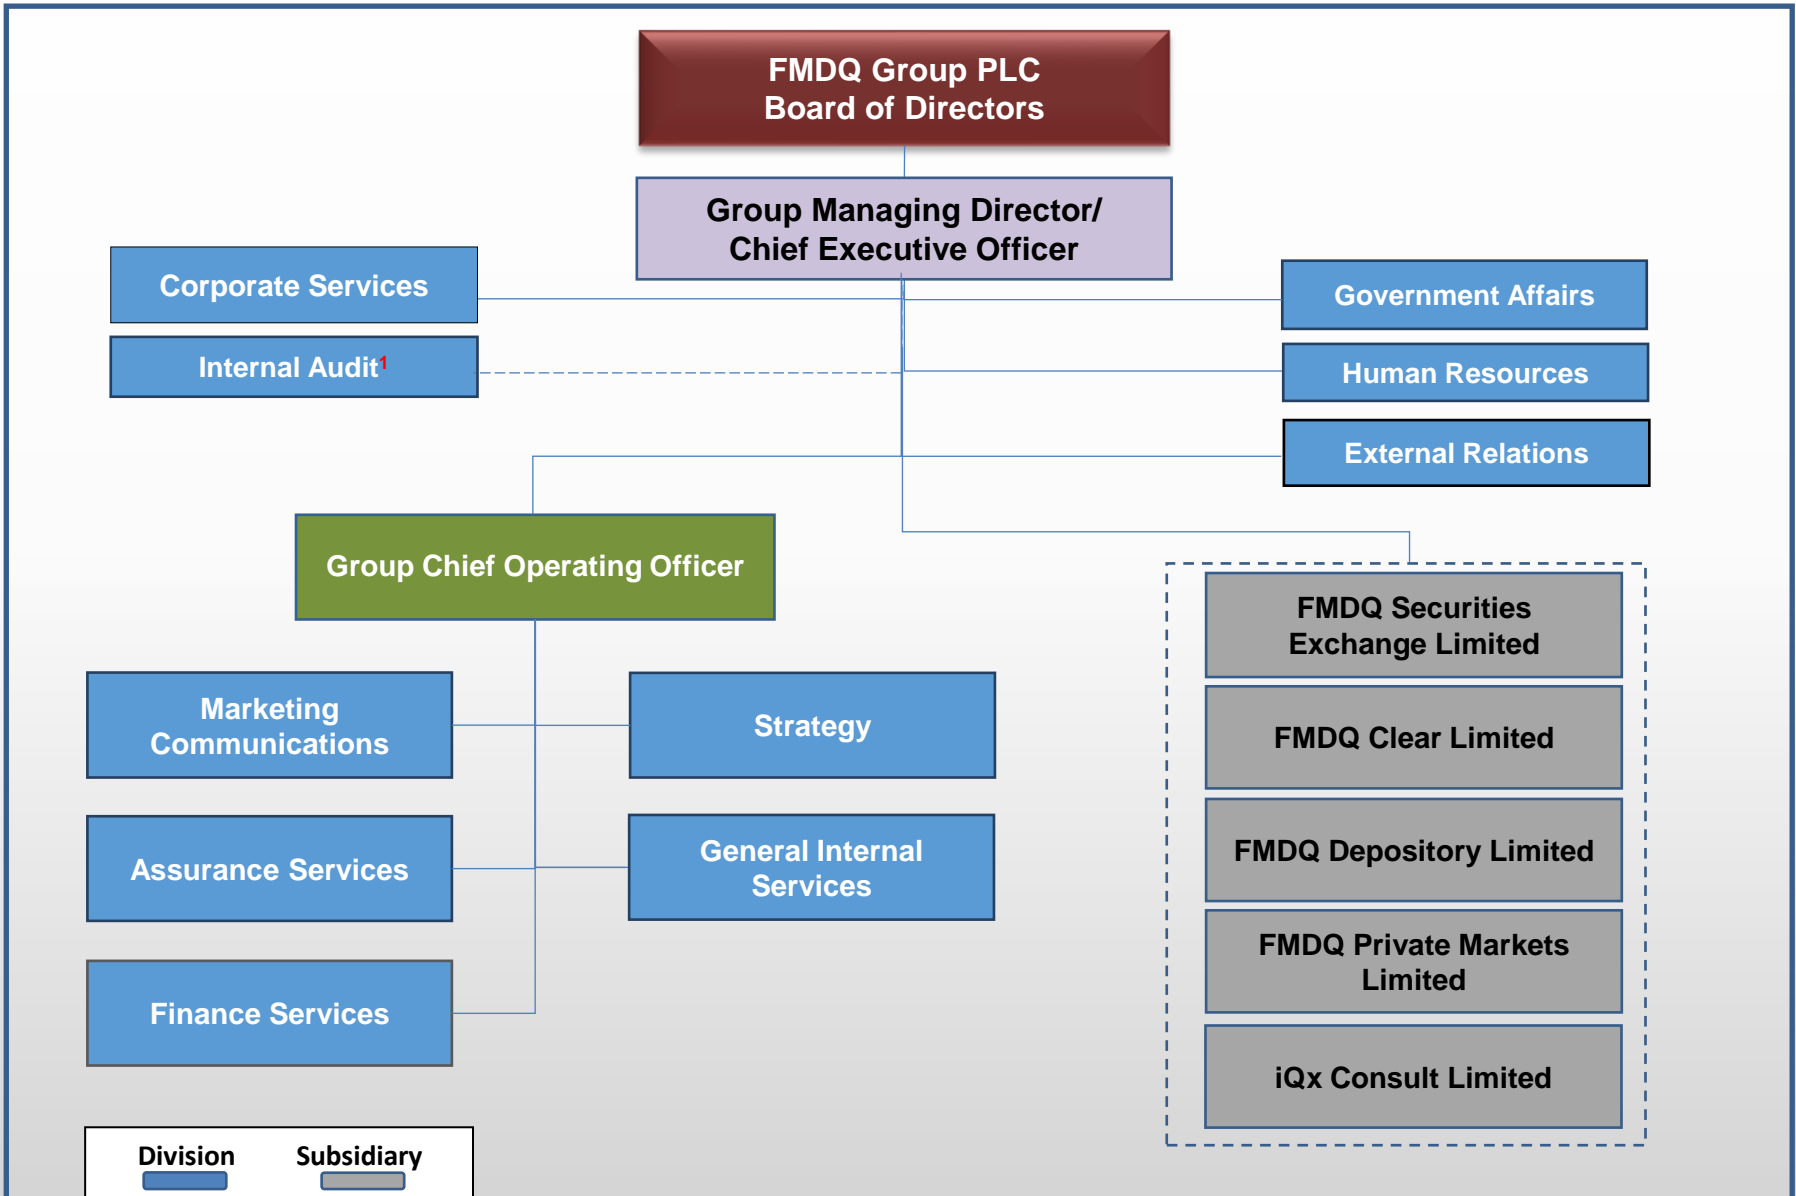 FMDQ Group PLC
Board of Directors
Group Managing Director/
Chief Executive Officer
Corporate Services
Internal Audit¹
Government Affairs
Human Resources
External Relations
Group Chief Operating Officer
Marketing
Communications
Strategy
Assurance Services
General Internal
Services
Finance Services
FMDQ Securities
Exchange Limited
FMDQ Clear Limited
FMDQ Depository Limited
FMDQ Private Markets
Limited
iQx Consult Limited
Division
Subsidiary